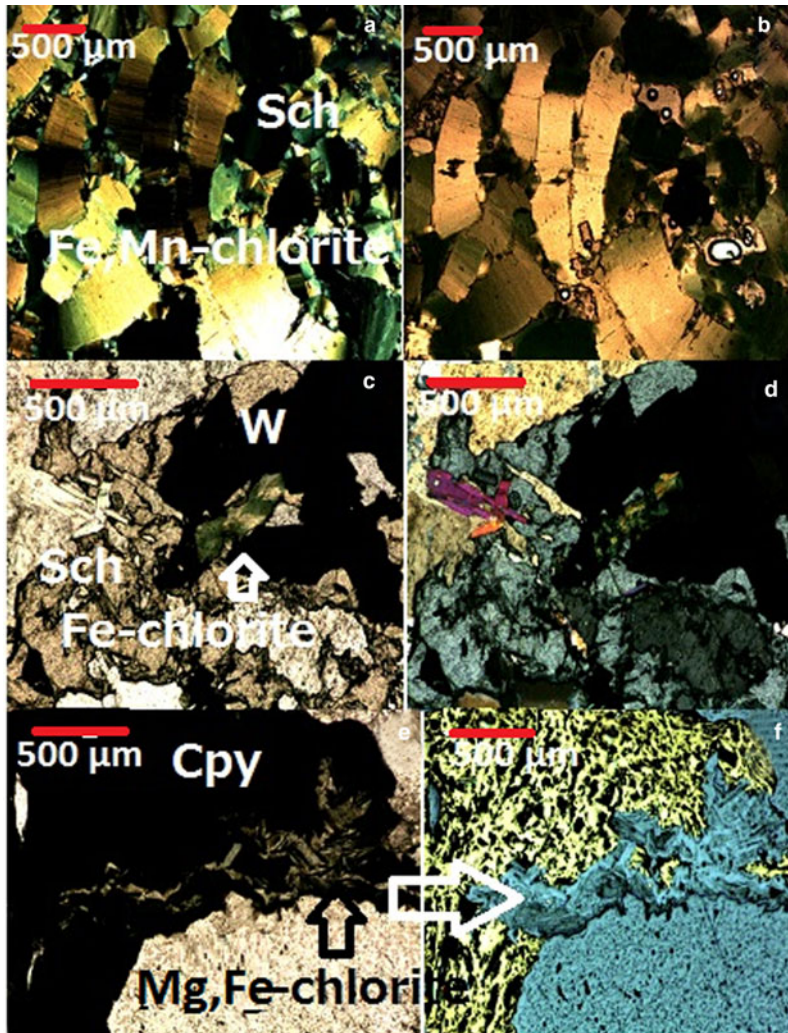 a
500 µm
Sch
Fe,Mn-chlorite
b
500 µm
500 µm
c
W
Sch
Fe-chlorite
500 µm
d
500 µm
e
Cpy
Mg,Fe-chlorite
500 µm
f